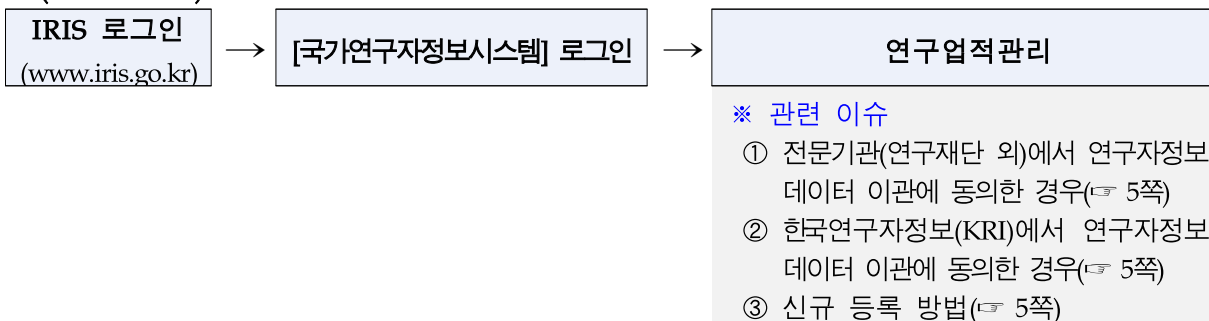 IRIS 로그인
(www.iris.go.kr)
→
[국가연구자정보시스템] 로그인
→
연구업적관리
※ 관련 이슈
① 전문기관(연구재단 외)에서 연구자정보
데이터 이관에 동의한 경우(☞ 5쪽)
② 한국연구자정보(KRI)에서 연구자정보
데이터 이관에 동의한 경우(☞ 5쪽)
③ 신규 등록 방법(☞ 5쪽)